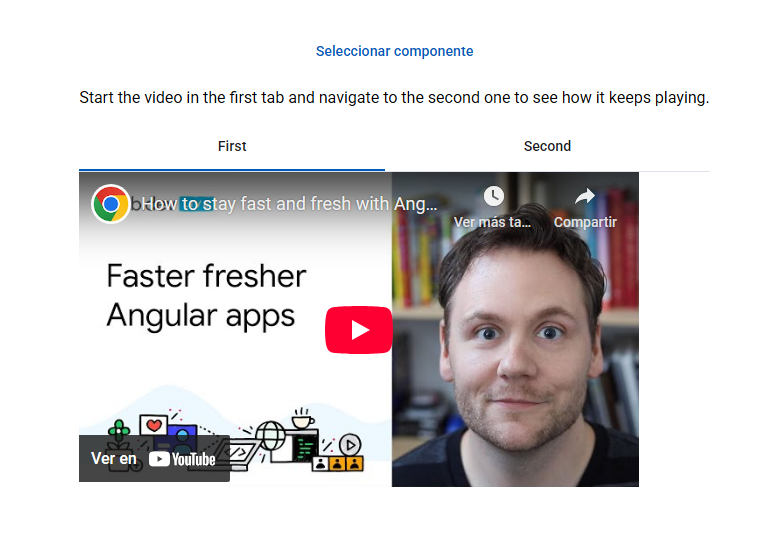 Seleccionar componente
Start the video in the first tab and navigate to the second one to see how it keeps playing.
First
Second
How to stay fast and fresh with Ang...
Ver más ta...
Compartir
Faster fresher
Angular apps
Ver en YouTube